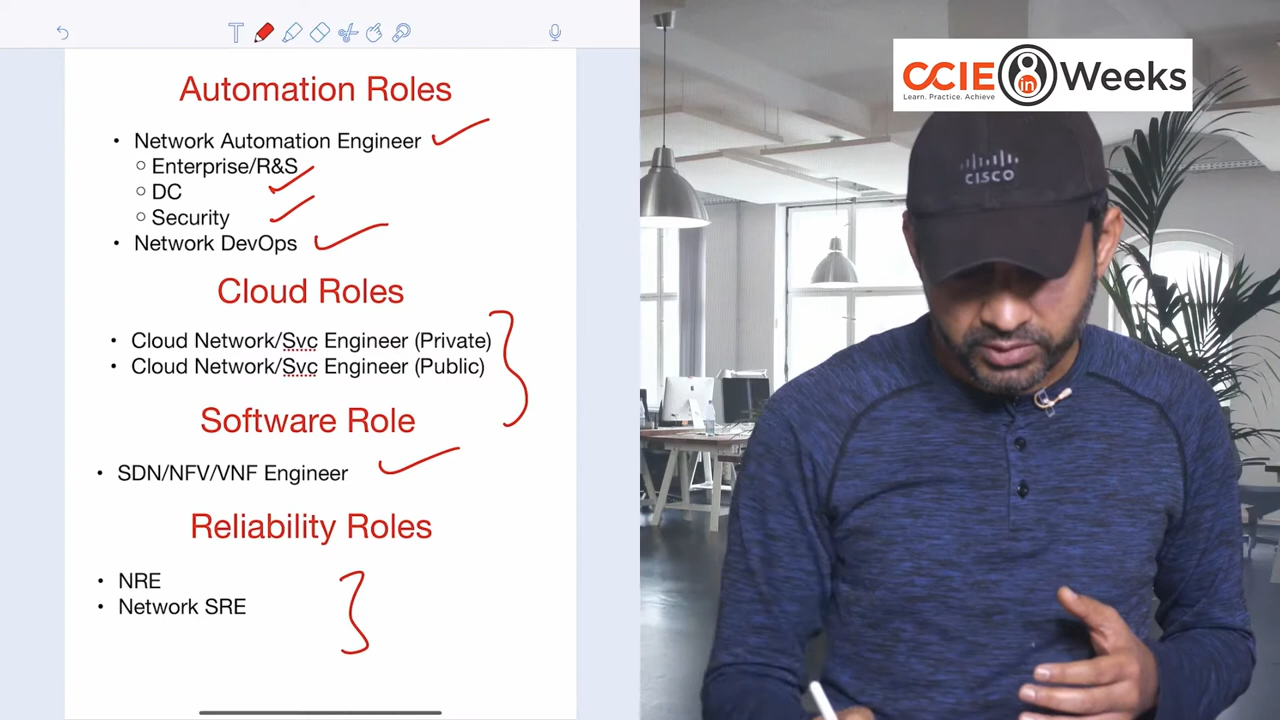 Automation Roles
• Network Automation Engineer
○ Enterprise/R&S
○ DC
○ Security
• Network DevOps
Cloud Roles
• Cloud Network/Svc Engineer (Private)
• Cloud Network/Svc Engineer (Public)
Software Role
• SDN/NFV/VNF Engineer
Reliability Roles
• NRE
• Network SRE
CCIE 8 in Weeks
Learn. Practice. Achieve
CISCO
T